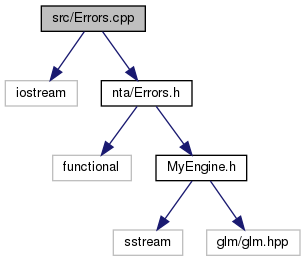 src/Errors.cpp
iostream
nta/Errors.h
functional
MyEngine.h
sstream
glm/glm.hpp